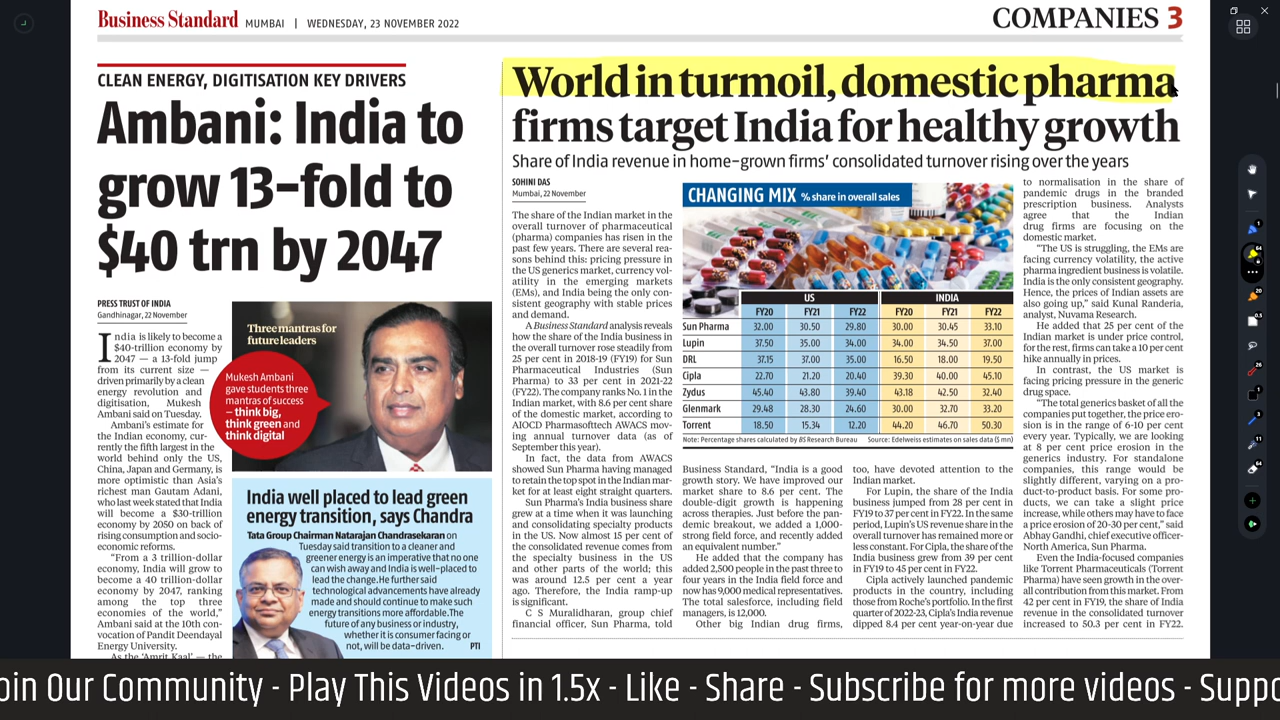 Business Standard MUMBAI | WEDNESDAY, 23 NOVEMBER 2022
COMPANIES 3
CLEAN ENERGY, DIGITISATION KEY DRIVERS
Ambani: India to
grow 13-fold to
$40 trn by 2047
PRESS TRUST OF INDIA
Gandhinagar, 22 November
India is likely to become a
$40-trillion economy by
2047 — a 13-fold jump
from its current size —
driven primarily by a clean
energy revolution and
digitisation, Mukesh
Ambani said on Tuesday.
Ambani's estimate for
the Indian economy, cur-
rently the fifth largest in the
world behind only the US,
China, Japan and Germany, is
more optimistic than Asia's
richest man Gautam Adani,
who last week stated that India
will become a $30-trillion
economy by 2050 on back of
rising consumption and socio-
economic reforms.
"From a 3 trillion-dollar
economy, India will grow to
become a 40 trillion-dollar
economy by 2047, ranking
among the top three
economies of the world,"
Ambani said at the 10th con-
vocation of Pandit Deendayal
Energy University.
As the 'Amrit Kaal' — the
Three mantras for
future leaders
Mukesh Ambani
gave students three
mantras of success
– think big,
think green and
think digital
India well placed to lead green
energy transition, says Chandra
Tata Group Chairman Natarajan Chandrasekaran on
Tuesday said transition to a cleaner and
greener energy is an imperative that no one
can wish away and India is well-placed to
lead the change.He further said
technological advancements have already
made and should continue to make such
energy transitions more affordable.The
future of any business or industry,
whether it is consumer facing or
not, will be data-driven. PTI
World in turmoil, domestic pharma
firms target India for healthy growth
Share of India revenue in home-grown firms' consolidated turnover rising over the years
SOHINI DAS
Mumbai, 22 November
The share of the Indian market in the
overall turnover of pharmaceutical
(pharma) companies has risen in the
past few years. There are several rea-
sons behind this: pricing pressure in
the US generics market, currency vol-
atility in the emerging markets
(EMs), and India being the only con-
sistent geography with stable prices
and demand.
A Business Standard analysis reveals
how the share of the India business in
the overall turnover rose steadily from
25 per cent in 2018-19 (FY19) for Sun
Pharmaceutical Industries (Sun
Pharma) to 33 per cent in 2021-22
(FY22). The company ranks No. 1 in the
Indian market, with 8.6 per cent share
of the domestic market, according to
AIOCD Pharmasofttech AWACS mov-
ing annual turnover data (as of
September this year).
In fact, the data from AWACS
showed Sun Pharma having managed
to retain the top spot in the Indian mar-
ket for at least eight straight quarters.
Sun Pharma's India business share
grew at a time when it was launching
and consolidating specialty products
in the US. Now almost 15 per cent of
the consolidated revenue comes from
the specialty business in the US
and other parts of the world; this
was around 12.5 per cent a year
ago. Therefore, the India ramp-up
is significant.
C S Muralidharan, group chief
financial officer, Sun Pharma, told
CHANGING MIX % share in overall sales
US INDIA
FY20 FY21 FY22 FY20 FY21 FY22
Sun Pharma 32.00 30.50 29.80 30.00 30.45 33.10
Lupin 37.50 35.00 34.00 34.00 34.50 37.00
DRL 37.15 37.00 35.00 16.50 18.00 19.50
Cipla 22.70 21.20 20.40 39.30 40.00 45.10
Zydus 45.40 43.80 39.40 43.18 42.50 32.40
Glenmark 29.48 28.30 24.60 30.00 32.70 33.20
Torrent 18.50 15.34 12.20 44.20 46.70 50.30
Note: Percentage shares calculated by BS Research Bureau Source: Edelweiss estimates on sales data ($ mn)
Business Standard, "India is a good
growth story. We have improved our
market share to 8.6 per cent. The
double-digit growth is happening
across therapies. Just before the pan-
demic breakout, we added a 1,000-
strong field force, and recently added
an equivalent number."
He added that the company has
added 2,500 people in the past three to
four years in the India field force and
now has 9,000 medical representatives.
The total salesforce, including field
managers, is 12,000.
Other big Indian drug firms,
too, have devoted attention to the
Indian market.
For Lupin, the share of the India
business jumped from 28 per cent in
FY19 to 37 per cent in FY22. In the same
period, Lupin's US revenue share in the
overall turnover has remained more or
less constant. For Cipla, the share of the
India business grew from 39 per cent
in FY19 to 45 per cent in FY22.
Cipla actively launched pandemic
products in the country, including
those from Roche's portfolio. In the first
quarter of 2022-23, Cipla's India revenue
dipped 8.4 per cent year-on-year due
to normalisation in the share of
pandemic drugs in the branded
prescription business. Analysts
agree that the Indian
drug firms are focusing on the
domestic market.
"The US is struggling, the EMs are
facing currency volatility, the active
pharma ingredient business is volatile.
India is the only consistent geography.
Hence, the prices of Indian assets are
also going up," said Kunal Randeria,
analyst, Nuvama Research.
He added that 25 per cent of the
Indian market is under price control,
for the rest, firms can take a 10 per cent
hike annually in prices.
In contrast, the US market is
facing pricing pressure in the generic
drug space.
"The total generics basket of all the
companies put together, the price ero-
sion is in the range of 6-10 per cent
every year. Typically, we are looking
at 8 per cent price erosion in the
generics industry. For standalone
companies, this range would be
slightly different, varying on a prod-
uct-to-product basis. For some pro-
ducts, we can take a slight price
increase, while others may have to face
a price erosion of 20-30 per cent," said
Abhay Gandhi, chief executive officer-
North America, Sun Pharma.
Even the India-focused companies
like Torrent Pharmaceuticals (Torrent
Pharma) have seen growth in the over-
all contribution from this market. From
42 per cent in FY19, the share of India
revenue in the consolidated turnover
increased to 50.3 per cent in FY22.
oin Our Community - Play This Videos in 1.5x - Like - Share - Subscribe for more videos - Suppo